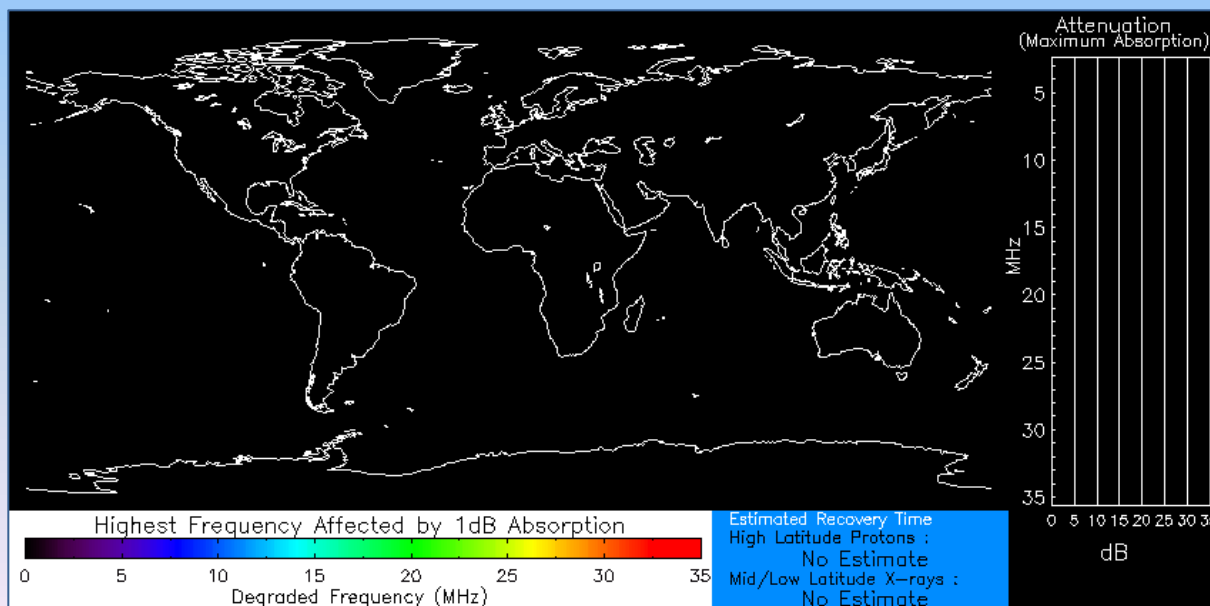 Attenuation
(Maximum Absorption)
5
10
15
20
25
30
35
MHz
0 5 10 15 20 25 30 35
dB
Highest Frequency Affected by 1dB Absorption
0 5 10 15 20 25 30 35
Degraded Frequency (MHz)
Estimated Recovery Time
High Latitude Protons :
No Estimate
Mid/Low Latitude X-rays :
No Estimate